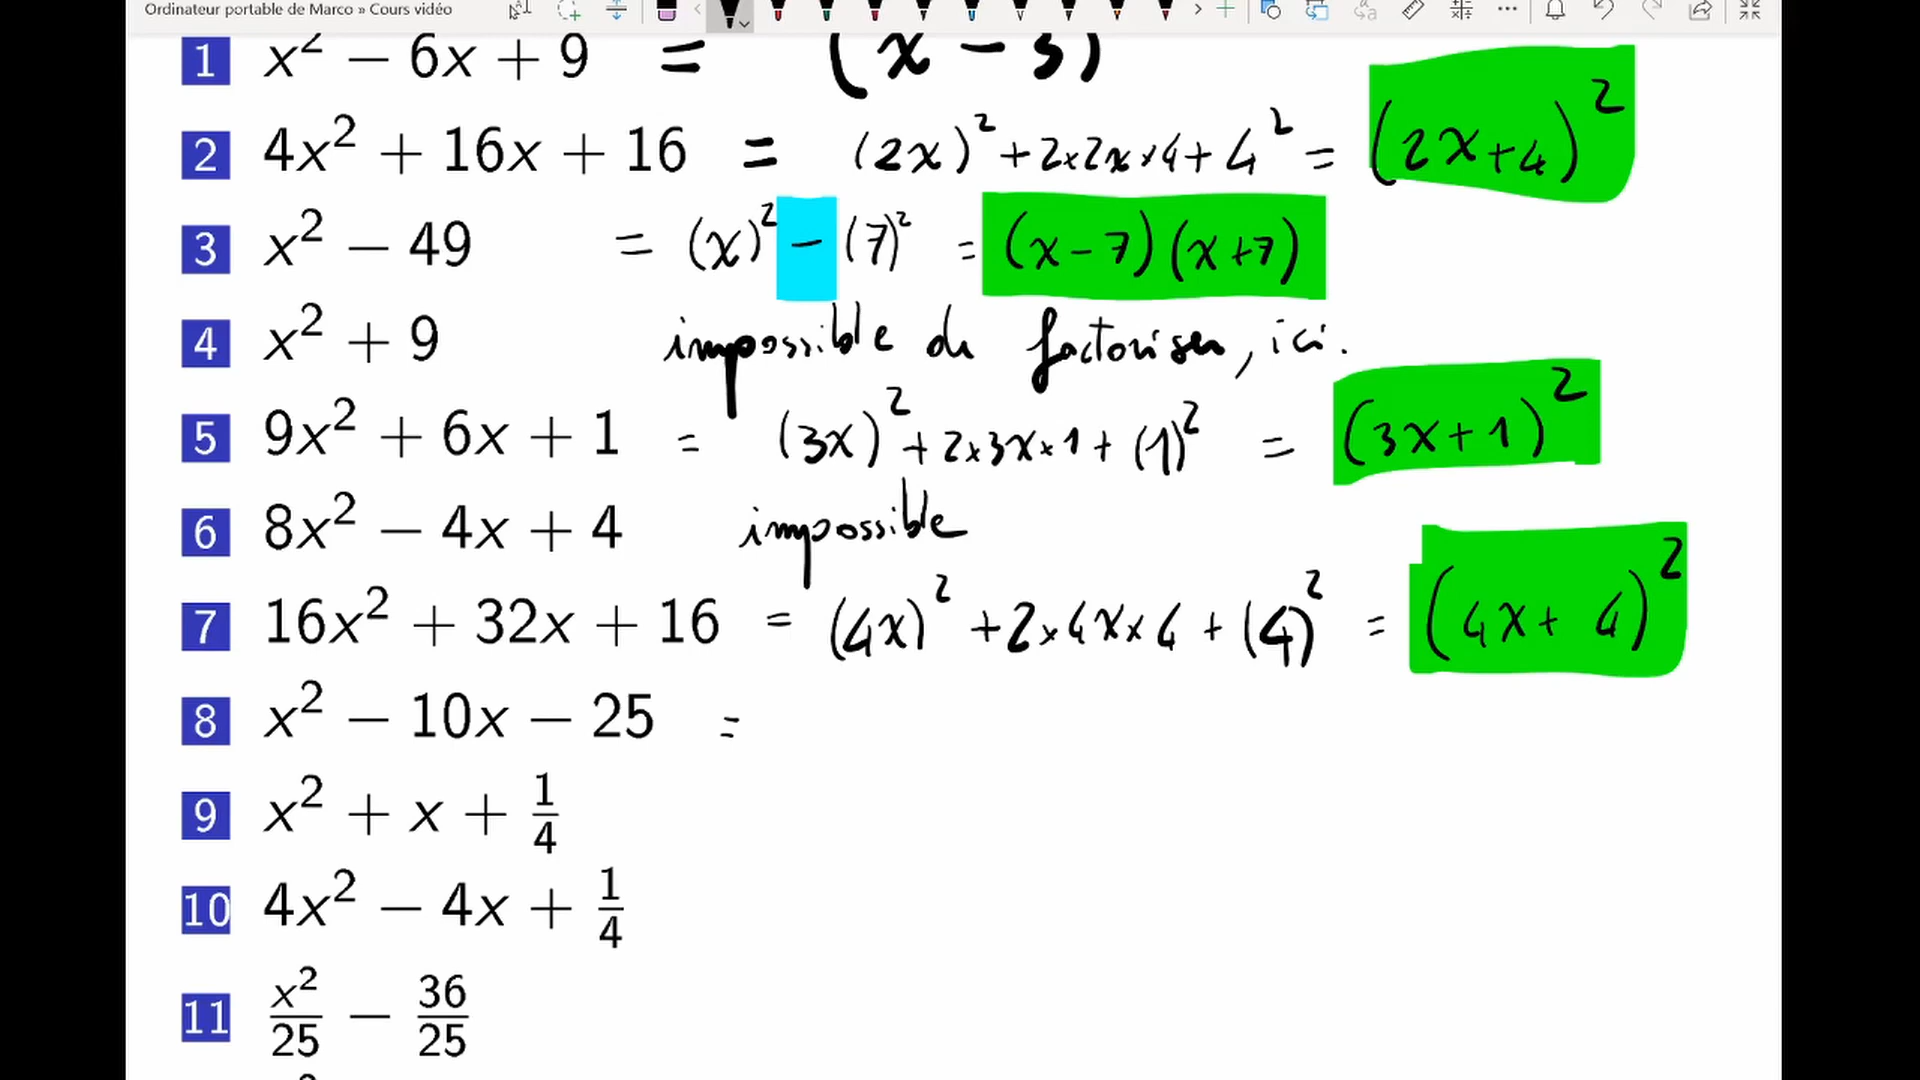 Ordinateur portable de Marco » Cours vidéo
1 x² − 6x + 9 = (x − 3)
2 4x² + 16x + 16 = (2x)² + 2×2x×4 + 4² = (2x+4)²
3 x² − 49 = (x)² − (7)² = (x−7)(x+7)
4 x² + 9 impossible de factoriser, ici.
5 9x² + 6x + 1 = (3x)² + 2×3x×1 + (1)² = (3x+1)²
6 8x² − 4x + 4 impossible
7 16x² + 32x + 16 = (4x)² + 2×4x×4 + (4)² = (4x+4)²
8 x² − 10x − 25 =
9 x² + x + 1/4
10 4x² − 4x + 1/4
11 x²/25 − 36/25